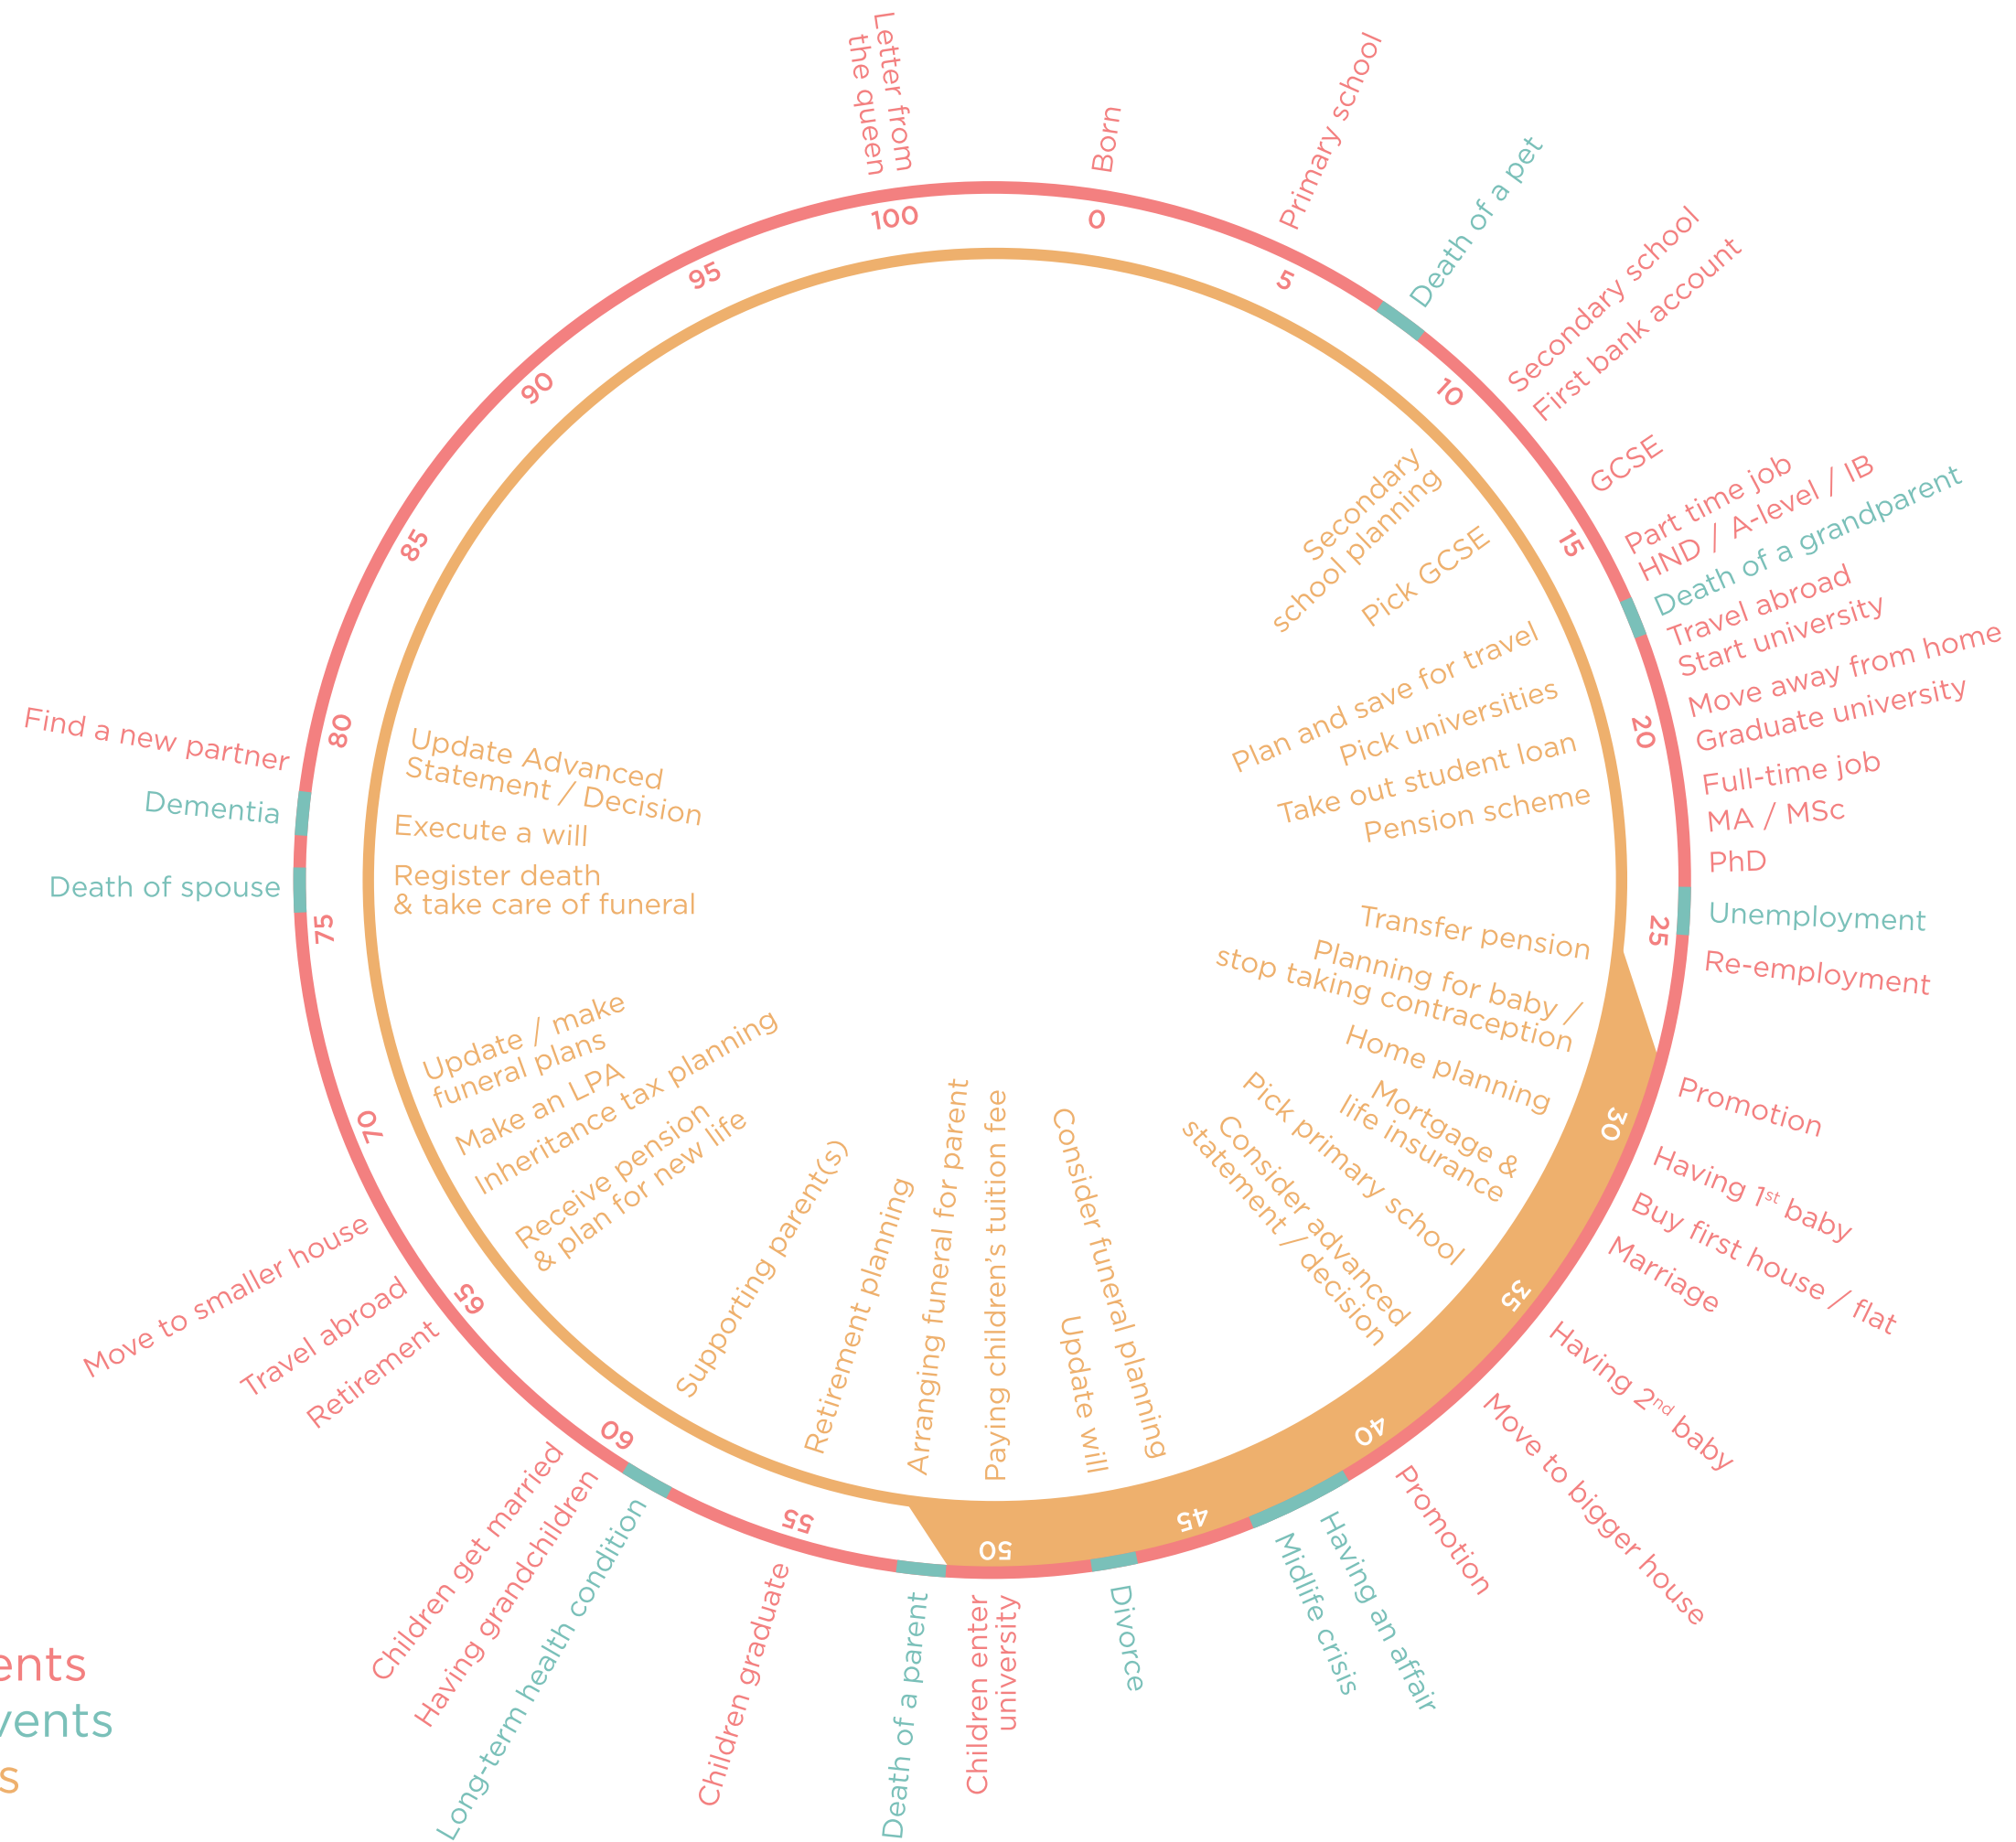 Born
Primary school
Death of a pet
Secondary school
First bank account
GCSE
Part time job
HND / A-level / IB
Death of a grandparent
Travel abroad
Start university
Move away from home
Graduate university
Full-time job
MA / MSc
PhD
Unemployment
Re-employment
Promotion
Having 1st baby
Buy first house / flat
Marriage
Having 2nd baby
Move to bigger house
Promotion
Having an affair
Midlife crisis
Divorce
Children enter
university
Death of a parent
Children graduate
Long-term health condition
Having grandchildren
Children get married
Retirement
Travel abroad
Move to smaller house
Death of spouse
Dementia
Find a new partner
Letter from
the queen
0
5
10
15
20
25
30
35
40
45
50
55
60
65
70
75
80
85
90
95
100
Secondary
school planning
Pick GCSE
Plan and save for travel
Pick universities
Take out student loan
Pension scheme
Transfer pension
Planning for baby /
stop taking contraception
Home planning
Mortgage &
life insurance
Pick primary school
Consider advanced
statement / decision
Consider funeral planning
Update will
Paying children's tuition fee
Arranging funeral for parent
Retirement planning
Supporting parent(s)
Receive pension
& plan for new life
Inheritance tax planning
Make an LPA
Update / make
funeral plans
Register death
& take care of funeral
Execute a will
Update Advanced
Statement / Decision